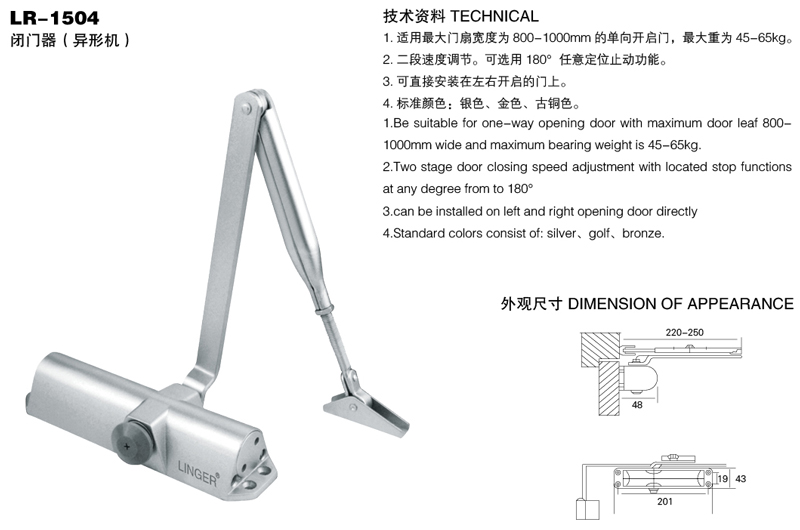 LR-1504
闭门器（异形机）
技术资料 TECHNICAL
1. 适用最大门扇宽度为 800-1000mm 的单向开启门，最大重为 45-65kg。
2. 二段速度调节。可选用 180° 任意定位止动功能。
3. 可直接安装在左右开启的门上。
4. 标准颜色：银色、金色、古铜色。
1.Be suitable for one-way opening door with maximum door leaf 800-
1000mm wide and maximum bearing weight is 45-65kg.
2.Two stage door closing speed adjustment with located stop functions
at any degree from to 180°
3.can be installed on left and right opening door directly
4.Standard colors consist of: silver、golf、bronze.
外观尺寸 DIMENSION OF APPEARANCE
220-250
48
19 43
201
LINGER®